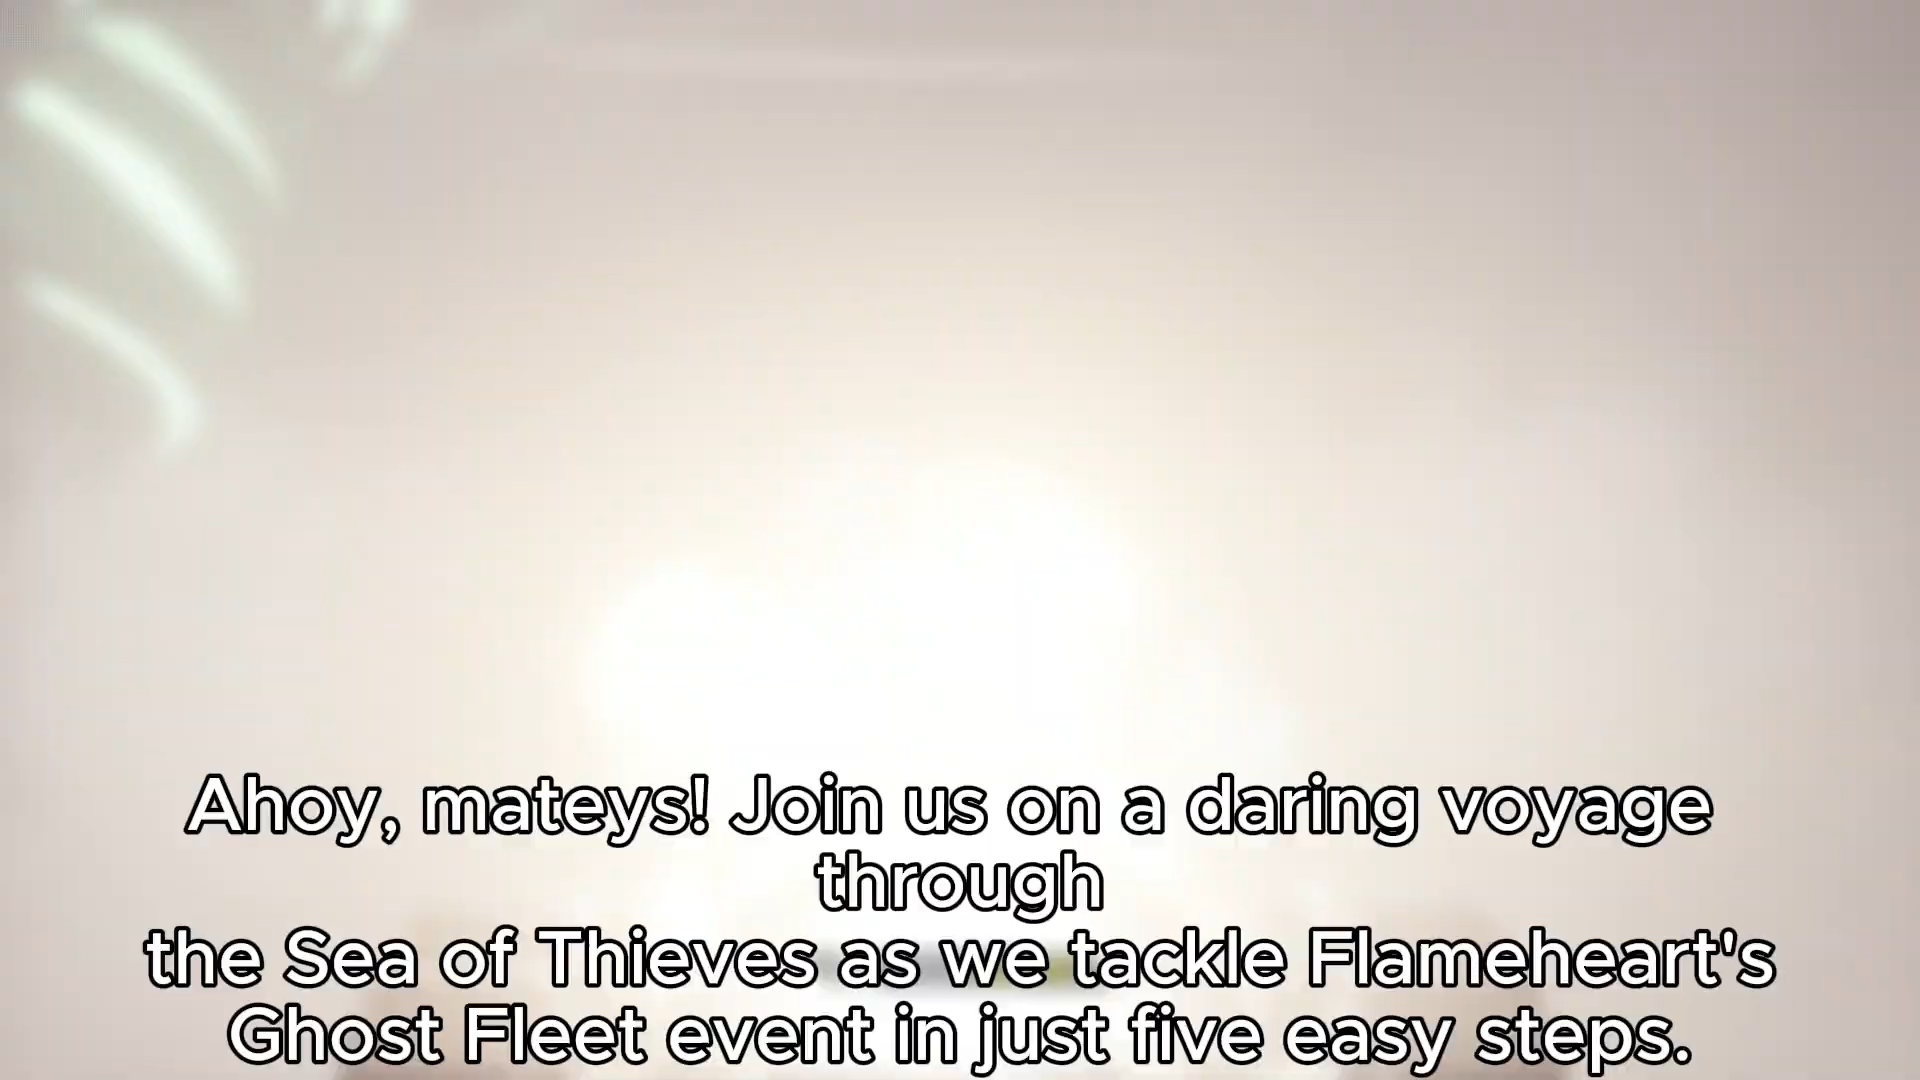 Ahoy, mateys! Join us on a daring voyage
through
the Sea of Thieves as we tackle Flameheart's
Ghost Fleet event in just five easy steps.